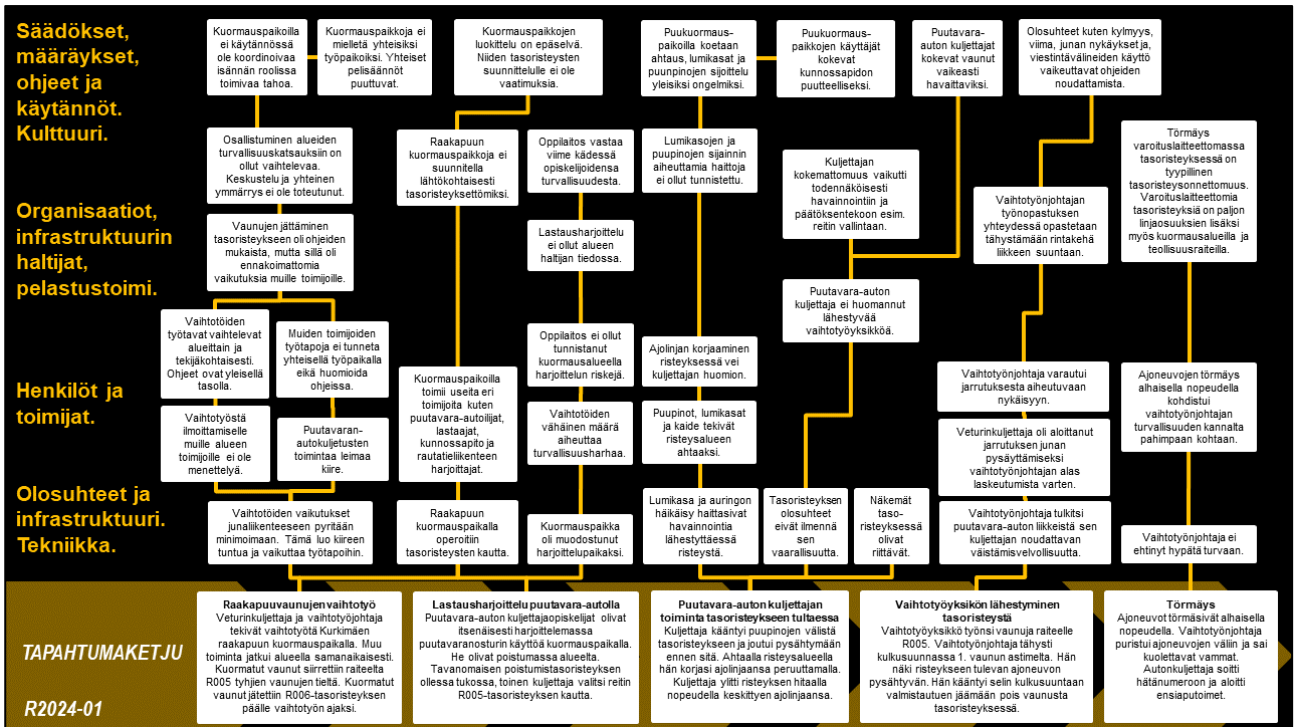 Säädökset,
määräykset,
ohjeet ja
käytännöt.
Kulttuuri.
Kuormauspaikoilla
ei käytännössä
ole koordinoivaa
isännän roolissa
toimivaa tahoa.
Kuormauspaikkoja ei
mielletä yhteisiksi
työpaikoiksi. Yhteiset
pelisäännöt
puuttuvat.
Kuormauspaikkojen
luokittelu on epäselvä.
Niiden tasoristeysten
suunnittelulle ei ole
vaatimuksia.
Puukuormaus-
paikoilla koetaan
ahtaus, lumikasat ja
puunpinojen sijoittelu
yleisiksi ongelmiksi.
Puukuormaus-
paikkojen käyttäjät
kokevat
kunnossapidon
puutteelliseksi.
Puutavara-
auton kuljettajat
kokevat vaunut
vaikeasti
havaittaviksi.
Olosuhteet kuten kylmyys,
viima, junan nykäykset ja,
viestintävälineiden käyttö
vaikeuttavat ohjeiden
noudattamista.
Osallistuminen alueiden
turvallisuuskatsauksiin on
ollut vaihtelevaa.
Keskustelu ja yhteinen
ymmärrys ei ole toteutunut.
Raakapuun
kuormauspaikkoja ei
suunnitella
lähtökohtaisesti
tasoristeyksettömiksi.
Oppilaitos vastaa
viime kädessä
opiskelijoidensa
turvallisuudesta.
Lumikasojen ja
puupinojen sijainnin
aiheuttamia haittoja
ei ollut tunnistettu.
Kuljettajan
kokemattomuus vaikutti
todennäköisesti
havainnointiin ja
päätöksentekoon esim.
reitin vallintaan.
Vaihtotyönjohtajan
työnopastuksen
yhteydessä opastetaan
tähystämään rintakehä
liikkeen suuntaan.
Törmäys
varoituslaitteettomassa
tasoristeyksessä on
tyypillinen
tasoristeysonnettomuus.
Varoituslaitteettomia
tasoristeyksiä on paljon
linjaosuuksien lisäksi
myös kuormausalueilla ja
teollisuusraiteilla.
Organisaatiot,
infrastruktuurin
haltijat,
pelastustoimi.
Vaunujen jättäminen
tasoristeykseen oli ohjeiden
mukaista, mutta sillä oli
ennakoimattomia
vaikutuksia muille toimijoille.
Lastausharjoittelu
ei ollut alueen
haltijan tiedossa.
Puutavara-auton
kuljettaja ei huomannut
lähestyvää
vaihtotyöyksikköä.
Henkilöt ja
toimijat.
Vaihtotöiden
työtavat vaihtelevat
alueittain ja
tekijäkohtaisesti.
Ohjeet ovat yleisellä
tasolla.
Muiden toimijoiden
työtapoja ei tunneta
yhteisellä työpaikalla
eikä huomioida
ohjeissa.
Kuormauspaikoilla
toimii useita eri
toimijoita kuten
puutavara-autoilijat,
lastaajat,
kunnossapito ja
rautatieliikenteen
harjoittajat.
Oppilaitos ei ollut
tunnistanut
kuormausalueella
harjoittelun riskejä.
Ajolinjan korjaaminen
risteyksessä vei
kuljettajan huomion.
Vaihtotyönjohtaja varautui
jarrutuksesta aiheutuvaan
nykäisyyn.
Ajoneuvojen törmäys
alhaisella nopeudella
kohdistui
vaihtotyönjohtajan
turvallisuuden kannalta
pahimpaan kohtaan.
Vaihtotyöstä
ilmoittamiselle
muille alueen
toimijoille ei ole
menettelyä.
Puutavaran-
autokuljetusten
toimintaa leimaa
kiire.
Vaihtotöiden
vähäinen määrä
aiheuttaa
turvallisuusharhaa.
Puupinot, lumikasat
ja kaide tekivät
risteysalueen
ahtaaksi.
Veturinkuljettaja oli aloittanut
jarrutuksen junan
pysäyttämiseksi
vaihtotyönjohtajan alas
laskeutumista varten.
Olosuhteet ja
infrastruktuuri.
Tekniikka.
Vaihtotöiden vaikutukset
junaliikenteeseen pyritään
minimoimaan. Tämä luo kiireen
tuntua ja vaikuttaa työtapoihin.
Raakapuun
kuormauspaikalla
operoitiin
tasoristeysten kautta.
Kuormauspaikka
oli muodostunut
harjoittelupaikaksi.
Lumikasa ja auringon
häikäisy haittasivat
havainnointia
lähestyttäessä
risteystä.
Tasoristeyksen
olosuhteet
eivät ilmennä
sen
vaarallisuutta.
Näkemät
taso-
risteyksessä
olivat
riittävät.
Vaihtotyönjohtaja tulkitsi
puutavara-auton liikkeistä sen
kuljettajan noudattavan
väistämisvelvollisuutta.
Vaihtotyönjohtaja ei
ehtinyt hypätä turvaan.
TAPAHTUMAKETJU
R2024-01
Raakapuuvaunujen vaihtotyö
Veturinkuljettaja ja vaihtotyönjohtaja
tekivät vaihtotyötä Kurkimäen
raakapuun kuormauspaikalla. Muu
toiminta jatkui alueella samanaikaisesti.
Kuormatut vaunut siirrettiin raiteelta
R005 tyhjien vaunujen tieltä. Kuormatut
vaunut jätettiin R006-tasoristeyksen
päälle vaihtotyön ajaksi.
Lastausharjoittelu puutavara-autolla
Puutavara-auton kuljettajaopiskelijat olivat
itsenäisesti harjoittelemassa
puutavaranosturin käyttöä kuormauspaikalla.
He olivat poistumassa alueelta.
Tavanomaisen poistumistasoristeyksen
ollessa tukossa, toinen kuljettaja valitsi reitin
R005-tasoristeyksen kautta.
Puutavara-auton kuljettajan
toiminta tasoristeykseen tultaessa
Kuljettaja kääntyi puupinojen välistä
tasoristeykseen ja joutui pysähtymään
ennen sitä. Ahtaalla risteysalueella
hän korjasi ajolinjaansa peruuttamalla.
Kuljettaja ylitti risteyksen hitaalla
nopeudella keskittyen ajolinjaansa.
Vaihtotyöyksikön lähestyminen
tasoristeystä
Vaihtotyöyksikkö työnsi vaunuja raiteelle
R005. Vaihtotyönjohtaja tähysti
kulkusuunnassa 1. vaunun astimelta. Hän
näki risteykseen tulevan ajoneuvon
pysähtyvän. Hän kääntyi selin kulkusuuntaan
valmistautuen jäämään pois vaunusta
tasoristeyksessä.
Törmäys
Ajoneuvot törmäsivät alhaisella
nopeudella. Vaihtotyönjohtaja
puristui ajoneuvojen väliin ja sai
kuolettavat vammat.
Autonkuljettaja soitti
hätänumeroon ja aloitti
ensiaputoimet.